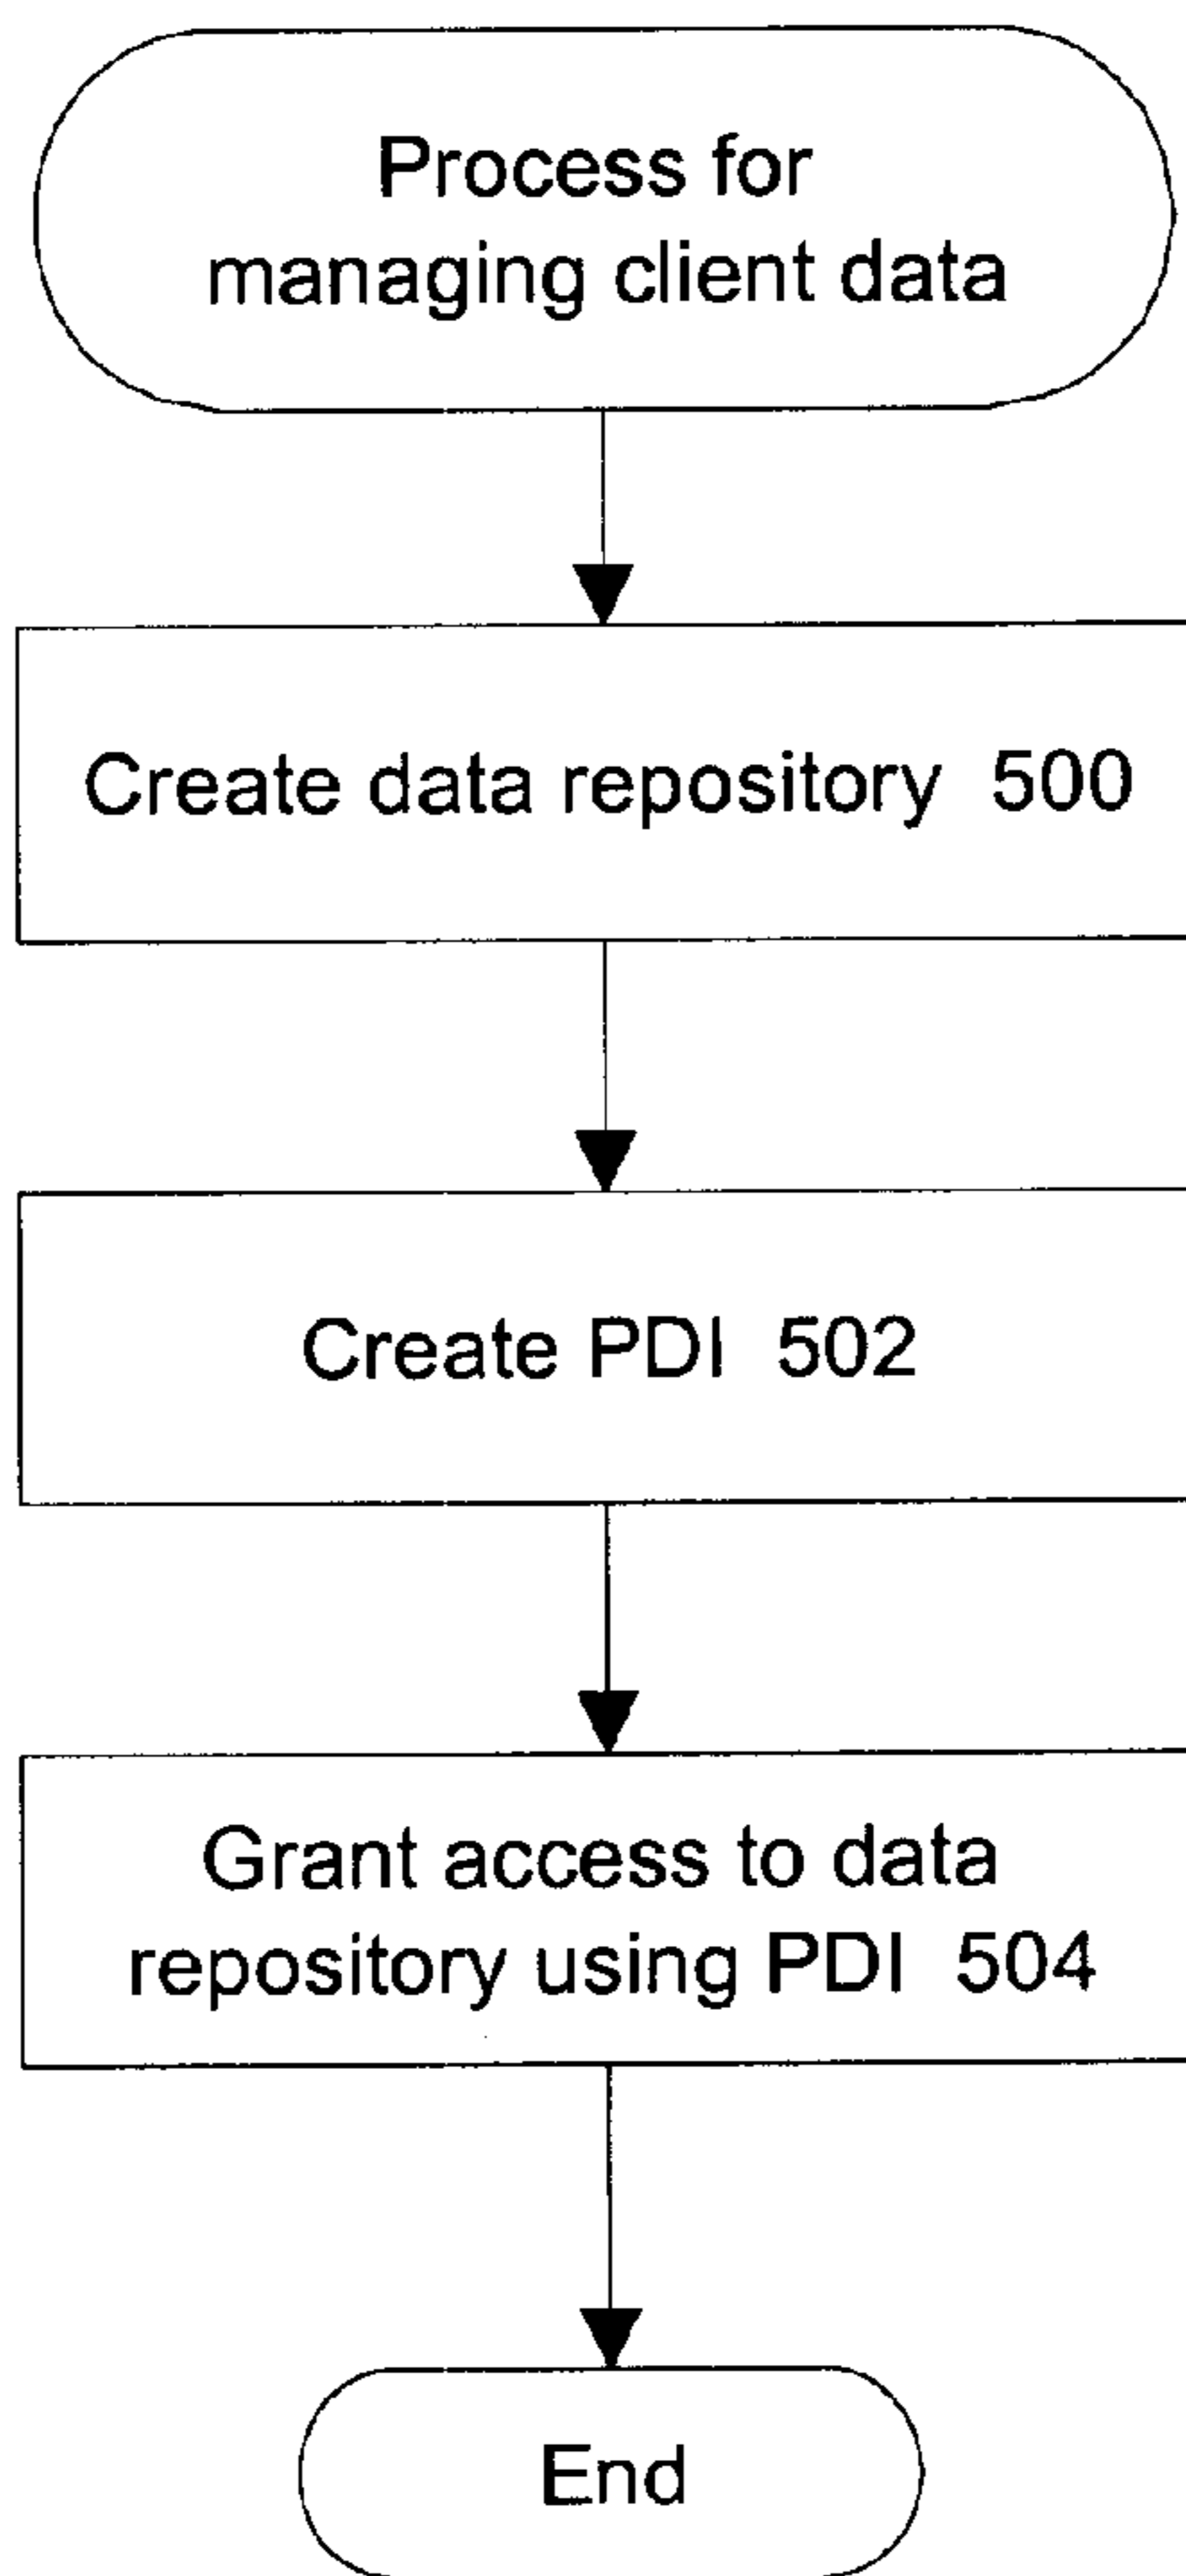 Process for
managing client data
Create data repository 500
Create PDI 502
Grant access to data
repository using PDI 504
End